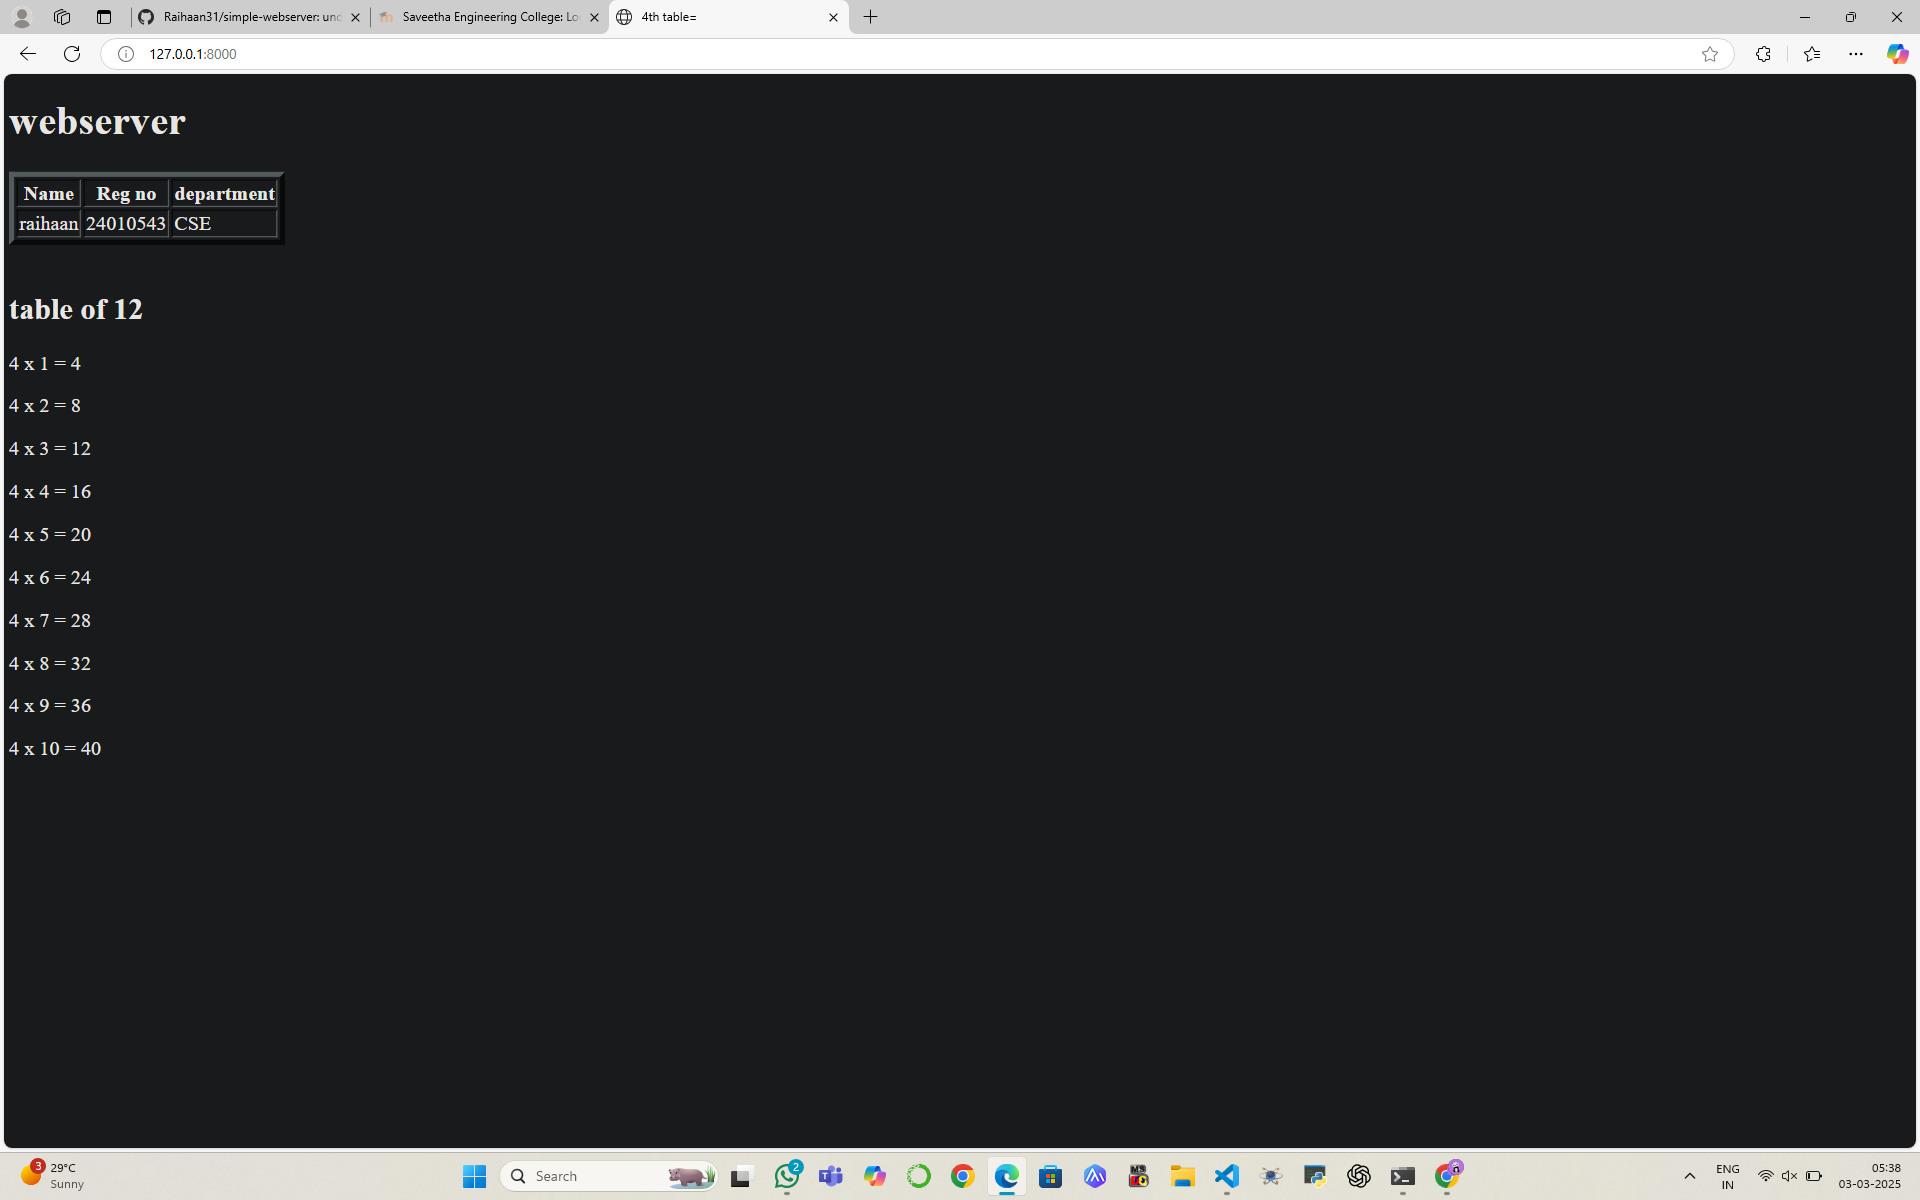 Raihaan31/simple-webserver: und
Saveetha Engineering College: Lo
4th table=
127.0.0.1:8000
webserver
Name Reg no department
raihaan 24010543 CSE
table of 12
4 x 1 = 4
4 x 2 = 8
4 x 3 = 12
4 x 4 = 16
4 x 5 = 20
4 x 6 = 24
4 x 7 = 28
4 x 8 = 32
4 x 9 = 36
4 x 10 = 40
3
29°C
Sunny
Search
2
ENG
IN
05:38
03-03-2025